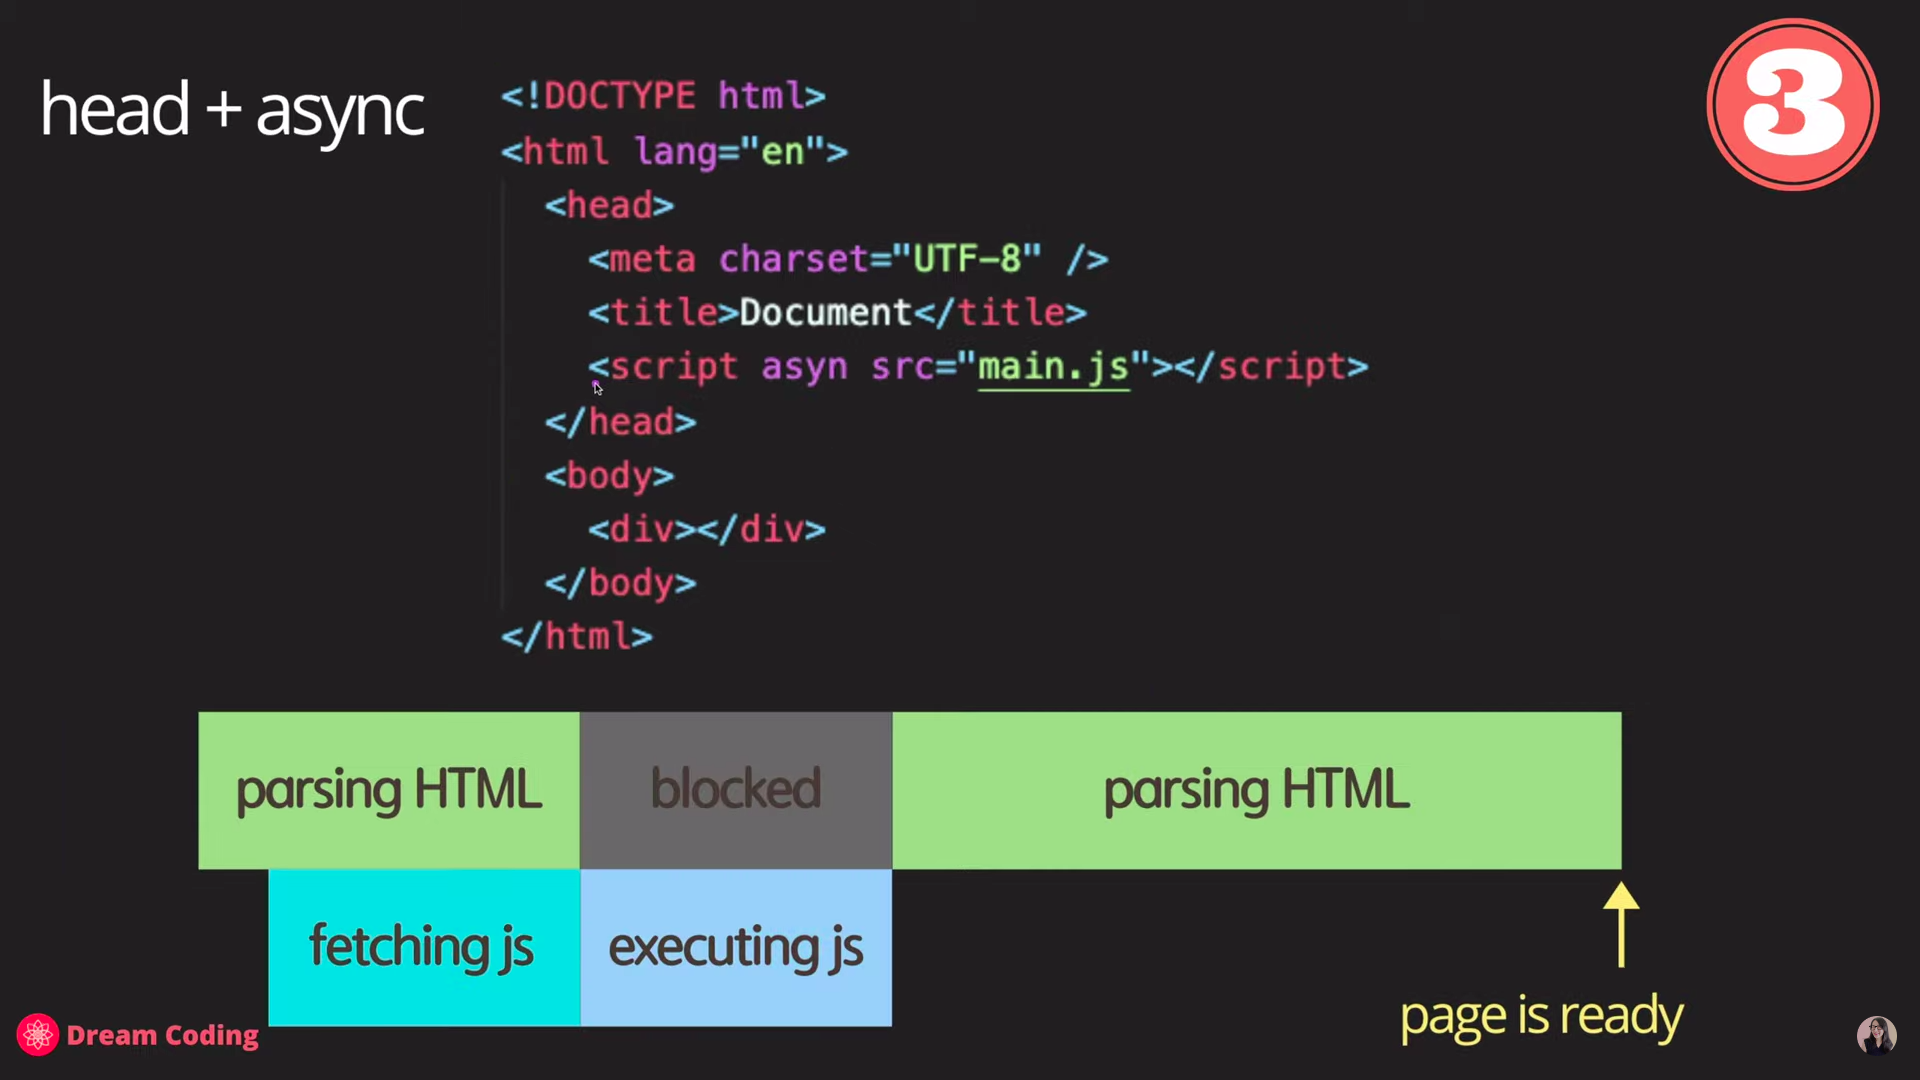 head + async
3
<!DOCTYPE html>
<html lang="en">
<head>
<meta charset="UTF-8" />
<title>Document</title>
<script asyn src="main.js"></script>
</head>
<body>
<div></div>
</body>
</html>
parsing HTML
blocked
parsing HTML
fetching js
executing js
page is ready
Dream Coding